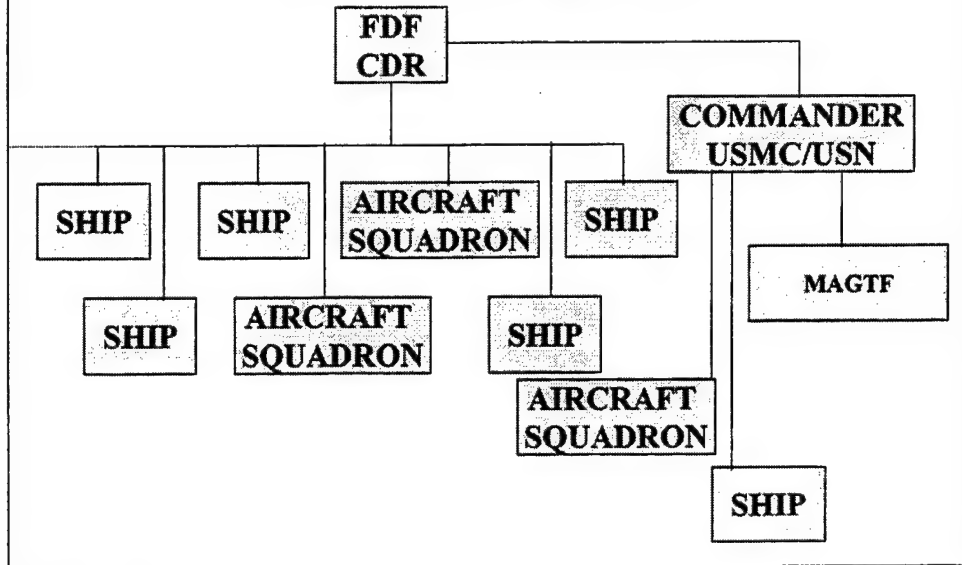 FDF
CDR
COMMANDER
USMC/USN
SHIP
SHIP
AIRCRAFT
SQUADRON
SHIP
MAGTF
SHIP
AIRCRAFT
SQUADRON
SHIP
AIRCRAFT
SQUADRON
SHIP